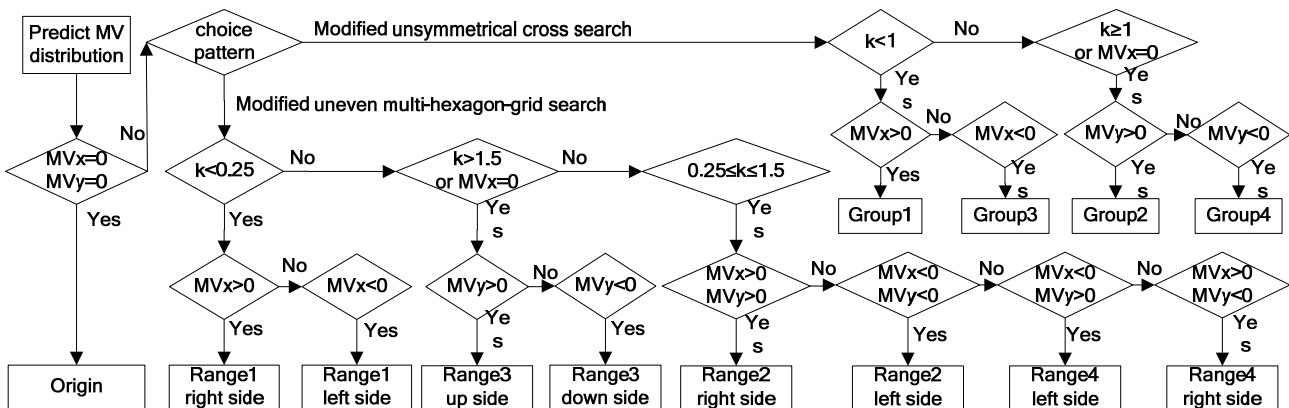 Predict MV
distribution
choice
pattern
Modified unsymmetrical cross search
k<1
No
k≥1
or MVx=0
Ye
s
Ye
s
Modified uneven multi-hexagon-grid search
No
MVx=0
MVy=0
k<0.25
No
k>1.5
or MVx=0
No
0.25≤k≤1.5
MVx>0
No
MVx<0
MVy>0
No
MVy<0
Yes
Ye
s
Ye
s
Ye
s
Group1
Group3
Group2
Group4
Yes
Yes
Ye
s
Ye
s
MVx>0
No
MVx<0
MVy>0
No
MVy<0
MVx>0
MVy>0
No
MVx<0
MVy<0
No
MVx<0
MVy>0
No
MVx>0
MVy<0
Yes
Yes
Ye
s
Yes
Ye
s
Yes
Yes
Ye
s
Origin
Range1
right side
Range1
left side
Range3
up side
Range3
down side
Range2
right side
Range2
left side
Range4
left side
Range4
right side